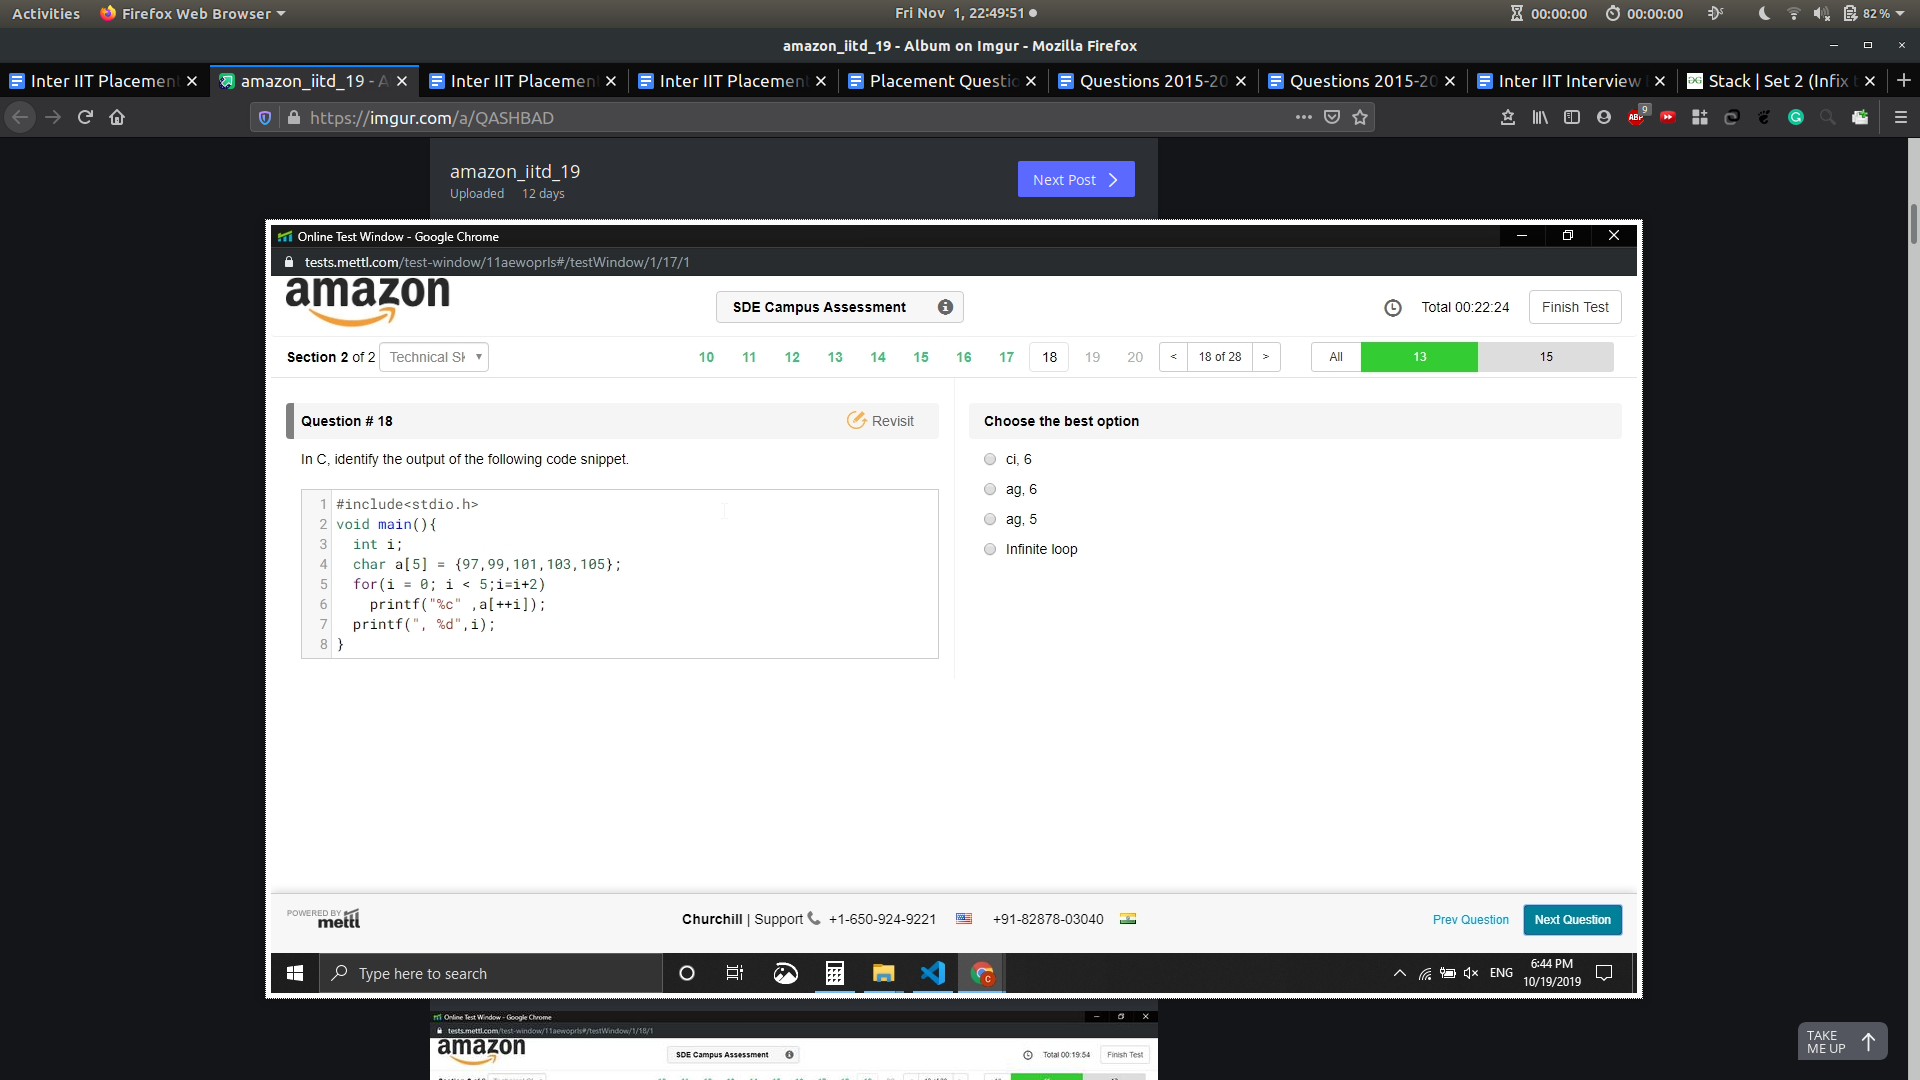 Activities Firefox Web Browser Fri Nov 1, 22:49:51 00:00:00 00:00:00 82%
amazon_iitd_19 - Album on Imgur - Mozilla Firefox
Inter IIT Placemen amazon_iitd_19 - A Inter IIT Placemen Inter IIT Placemen Placement Questio Questions 2015-20 Questions 2015-20 Inter IIT Interview Stack | Set 2 (Infix
https://imgur.com/a/QASHBAD ABP 9
amazon_iitd_19
Uploaded 12 days
Next Post
Online Test Window - Google Chrome
tests.mettl.com/test-window/11aewoprls#/testWindow/1/17/1
amazon
SDE Campus Assessment
Total 00:22:24 Finish Test
Section 2 of 2 Technical Sk 10 11 12 13 14 15 16 17 18 19 20 < 18 of 28 > All 13 15
Question # 18 Revisit
Choose the best option
In C, identify the output of the following code snippet.
1 #include<stdio.h>
2 void main(){
3 int i;
4 char a[5] = {97,99,101,103,105};
5 for(i = 0; i < 5;i=i+2)
6 printf("%c" ,a[++i]);
7 printf(", %d",i);
8 }
ci, 6
ag, 6
ag, 5
Infinite loop
POWERED BY
mettl
Churchill | Support +1-650-924-9221 +91-82878-03040
Prev Question Next Question
Type here to search
ENG 6:44 PM
10/19/2019
Online Test Window - Google Chrome
tests.mettl.com/test-window/11aewoprls#/testWindow/1/18/1
amazon
SDE Campus Assessment
Total 00:19:54 Finish Test
TAKE
ME UP